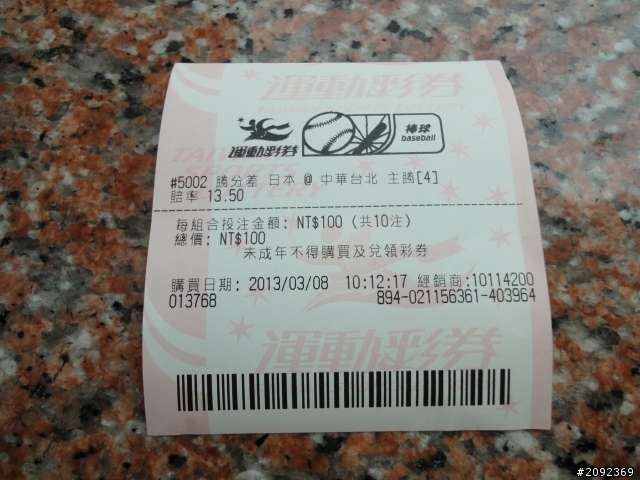 運動彩券
TAIWAN SPORTS LOTTERY
運動彩券
棒球
baseball
#5002 勝分差 日本 @ 中華台北 主勝[4]
賠率 13.50
每組合投注金額: NT$100 (共10注)
總價: NT$100
未成年不得購買及兌領彩券
購買日期: 2013/03/08 10:12:17 經銷商:10114200
013768 894-021156361-403964
運動彩券
#2092369